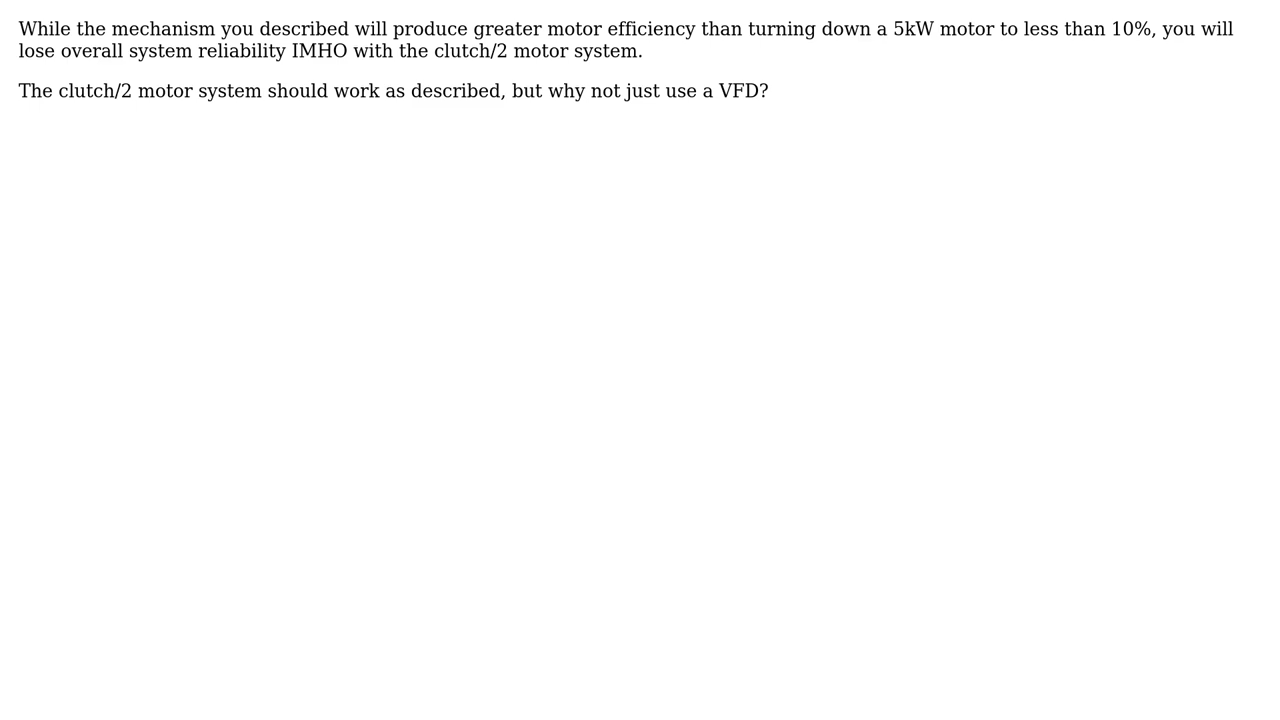 While the mechanism you described will produce greater motor efficiency than turning down a 5kW motor to less than 10%, you will
lose overall system reliability IMHO with the clutch/2 motor system.
The clutch/2 motor system should work as described, but why not just use a VFD?